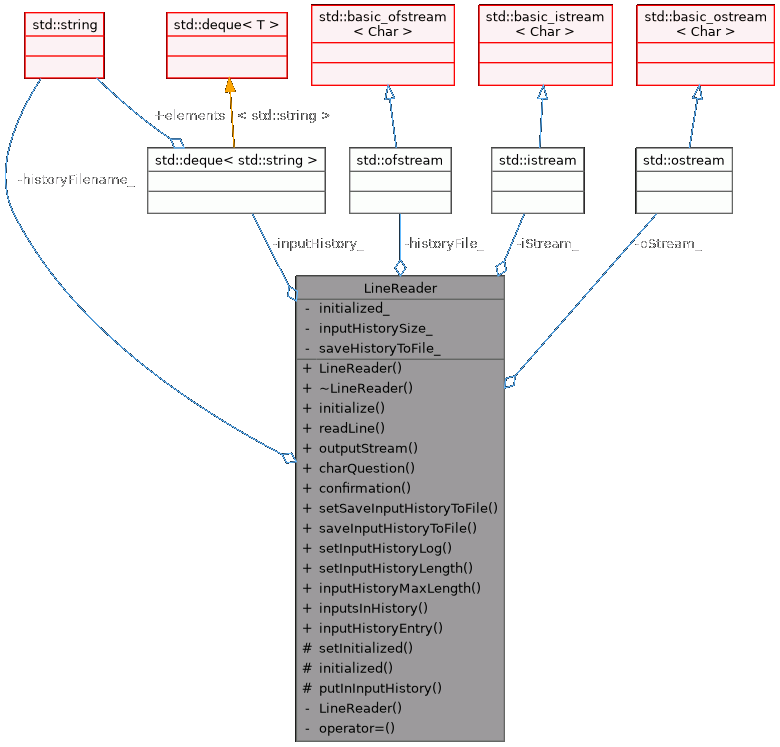 std::string
std::deque< T >
std::basic_ofstream
< Char >
std::basic_istream
< Char >
std::basic_ostream
< Char >
+elements
< std::string >
std::deque< std::string >
std::ofstream
std::istream
std::ostream
-historyFilename_
-inputHistory_
-historyFile_
-iStream_
-oStream_
LineReader
- initialized_
- inputHistorySize_
- saveHistoryToFile_
+ LineReader()
+ ~LineReader()
+ initialize()
+ readLine()
+ outputStream()
+ charQuestion()
+ confirmation()
+ setSaveInputHistoryToFile()
+ saveInputHistoryToFile()
+ setInputHistoryLog()
+ setInputHistoryLength()
+ inputHistoryMaxLength()
+ inputsInHistory()
+ inputHistoryEntry()
# setInitialized()
# initialized()
# putInInputHistory()
- LineReader()
- operator=()